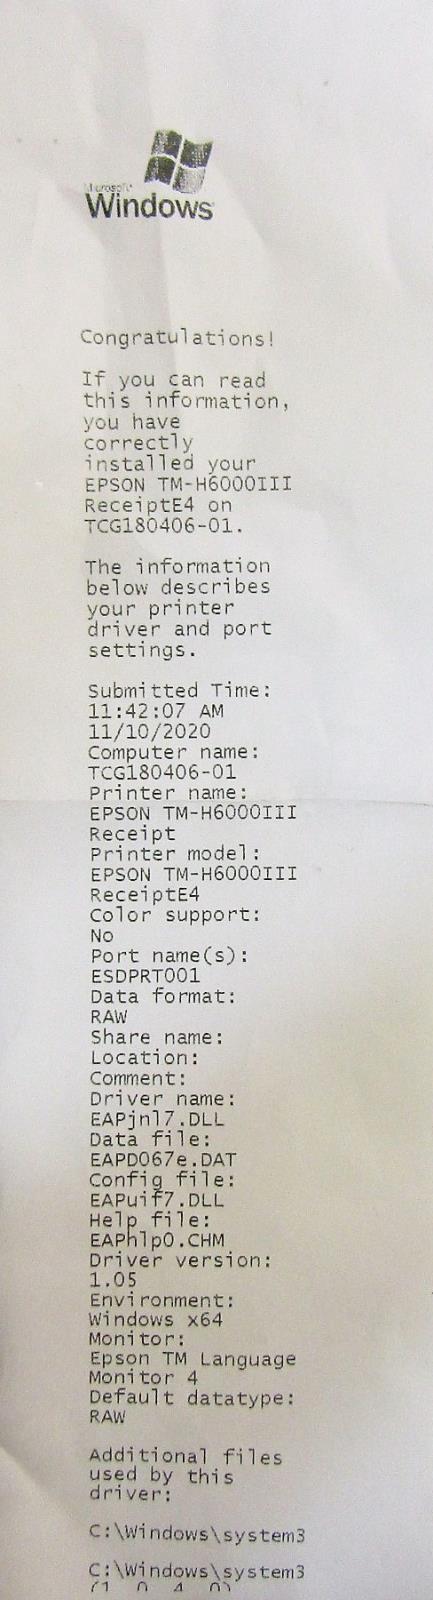 Microsoft
Windows
Congratulations!
If you can read
this information,
you have
correctly
installed your
EPSON TM-H6000III
ReceiptE4 on
TCG180406-01.
The information
below describes
your printer
driver and port
settings.
Submitted Time:
11:42:07 AM
11/10/2020
Computer name:
TCG180406-01
Printer name:
EPSON TM-H6000III
Receipt
Printer model:
EPSON TM-H6000III
ReceiptE4
Color support:
No
Port name(s):
ESDPRT001
Data format:
RAW
Share name:
Location:
Comment:
Driver name:
EAPjnl7.DLL
Data file:
EAPD067e.DAT
Config file:
EAPuif7.DLL
Help file:
EAPhlp0.CHM
Driver version:
1.05
Environment:
Windows x64
Monitor:
Epson TM Language
Monitor 4
Default datatype:
RAW
Additional files
used by this
driver:
C:\Windows\system3
C:\Windows\system3